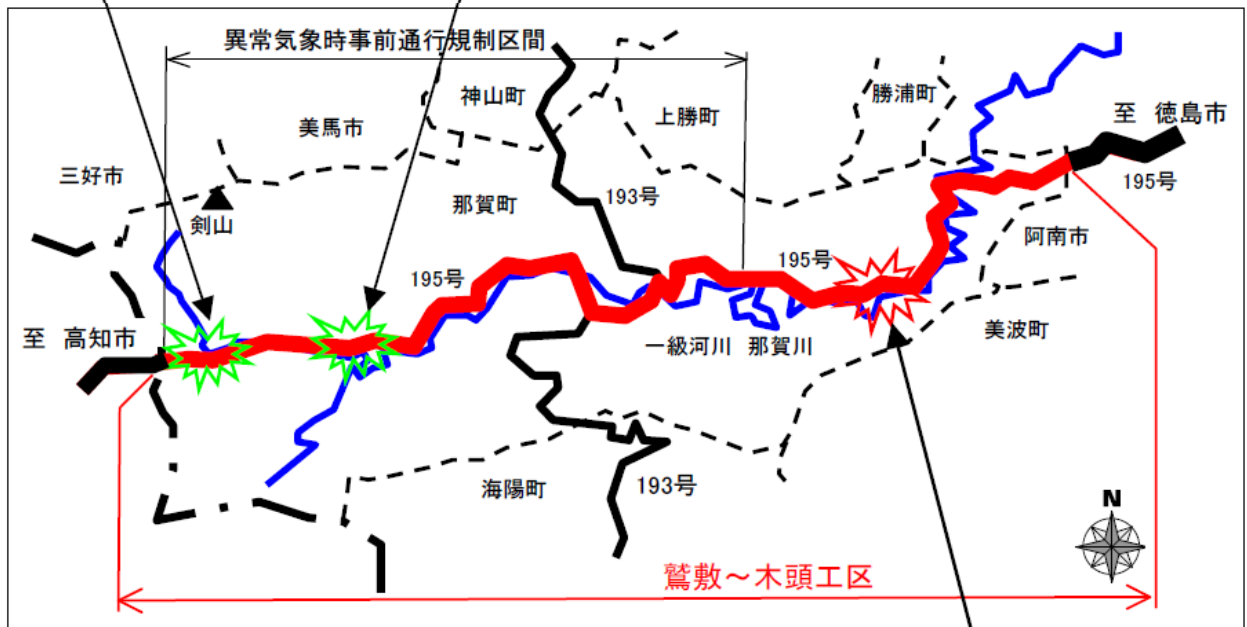 異常気象時事前通行規制区間
神山町
上勝町
勝浦町
至 徳島市
美馬市
三好市
195号
193号
那賀町
剣山
阿南市
195号
195号
美波町
至 高知市
一級河川 那賀川
海陽町
193号
N
鷲敷～木頭工区